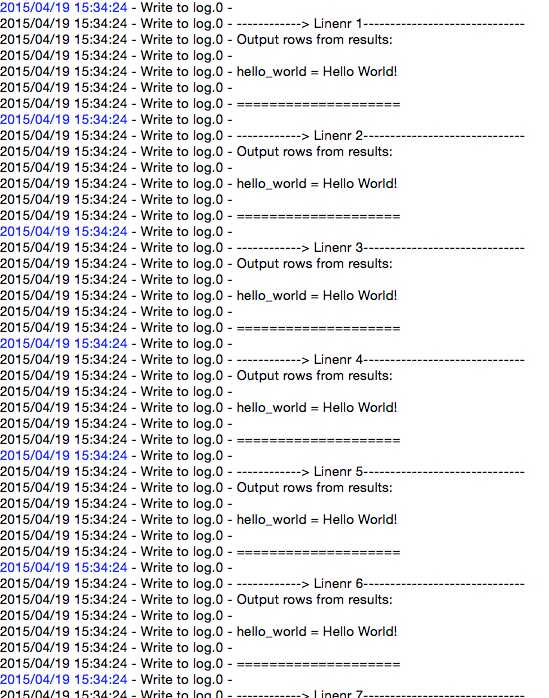 2015/04/19 15:34:24 - Write to log.0 -
2015/04/19 15:34:24 - Write to log.0 - ------------> Linenr 1------------------------------
2015/04/19 15:34:24 - Write to log.0 - Output rows from results:
2015/04/19 15:34:24 - Write to log.0 -
2015/04/19 15:34:24 - Write to log.0 - hello_world = Hello World!
2015/04/19 15:34:24 - Write to log.0 -
2015/04/19 15:34:24 - Write to log.0 - ====================
2015/04/19 15:34:24 - Write to log.0 -
2015/04/19 15:34:24 - Write to log.0 - ------------> Linenr 2------------------------------
2015/04/19 15:34:24 - Write to log.0 - Output rows from results:
2015/04/19 15:34:24 - Write to log.0 -
2015/04/19 15:34:24 - Write to log.0 - hello_world = Hello World!
2015/04/19 15:34:24 - Write to log.0 -
2015/04/19 15:34:24 - Write to log.0 - ====================
2015/04/19 15:34:24 - Write to log.0 -
2015/04/19 15:34:24 - Write to log.0 - ------------> Linenr 3------------------------------
2015/04/19 15:34:24 - Write to log.0 - Output rows from results:
2015/04/19 15:34:24 - Write to log.0 -
2015/04/19 15:34:24 - Write to log.0 - hello_world = Hello World!
2015/04/19 15:34:24 - Write to log.0 -
2015/04/19 15:34:24 - Write to log.0 - ====================
2015/04/19 15:34:24 - Write to log.0 -
2015/04/19 15:34:24 - Write to log.0 - ------------> Linenr 4------------------------------
2015/04/19 15:34:24 - Write to log.0 - Output rows from results:
2015/04/19 15:34:24 - Write to log.0 -
2015/04/19 15:34:24 - Write to log.0 - hello_world = Hello World!
2015/04/19 15:34:24 - Write to log.0 -
2015/04/19 15:34:24 - Write to log.0 - ====================
2015/04/19 15:34:24 - Write to log.0 -
2015/04/19 15:34:24 - Write to log.0 - ------------> Linenr 5------------------------------
2015/04/19 15:34:24 - Write to log.0 - Output rows from results:
2015/04/19 15:34:24 - Write to log.0 -
2015/04/19 15:34:24 - Write to log.0 - hello_world = Hello World!
2015/04/19 15:34:24 - Write to log.0 -
2015/04/19 15:34:24 - Write to log.0 - ====================
2015/04/19 15:34:24 - Write to log.0 -
2015/04/19 15:34:24 - Write to log.0 - ------------> Linenr 6------------------------------
2015/04/19 15:34:24 - Write to log.0 - Output rows from results:
2015/04/19 15:34:24 - Write to log.0 -
2015/04/19 15:34:24 - Write to log.0 - hello_world = Hello World!
2015/04/19 15:34:24 - Write to log.0 -
2015/04/19 15:34:24 - Write to log.0 - ====================
2015/04/19 15:34:24 - Write to log.0 -
2015/04/19 15:34:24 - Write to log.0 - ------------> Linenr 7------------------------------